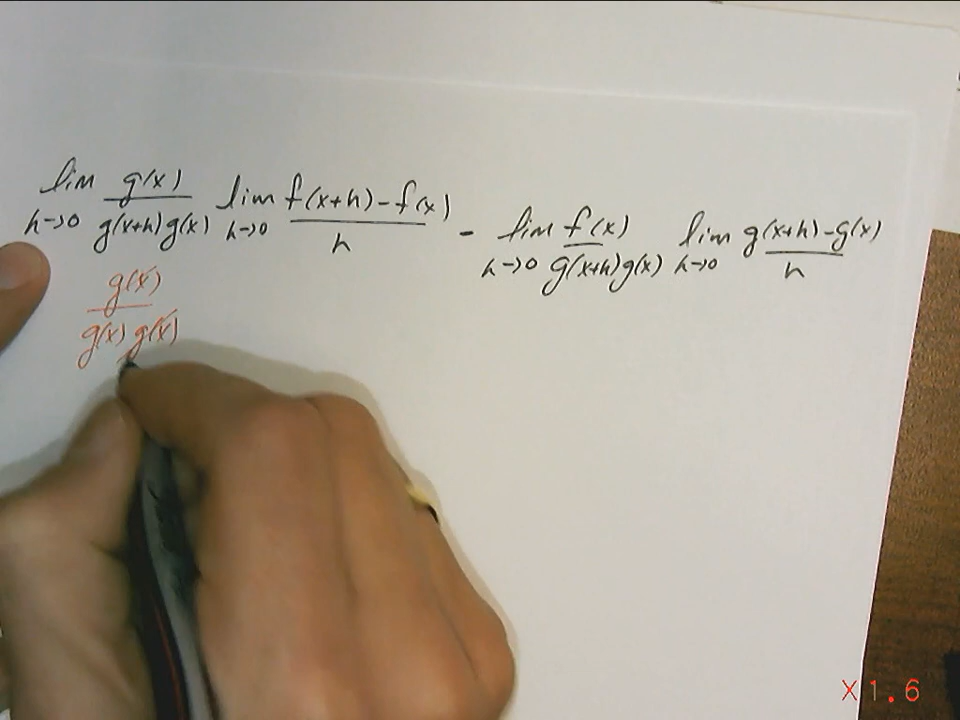 lim g(x) lim f(x+h)-f(x) - lim f(x) lim g(x+h)-g(x)
h→0 g(x+h)g(x) h→0 h h→0 g(x+h)g(x) h→0 h
g(x)
g(x)g(x)
X1.6